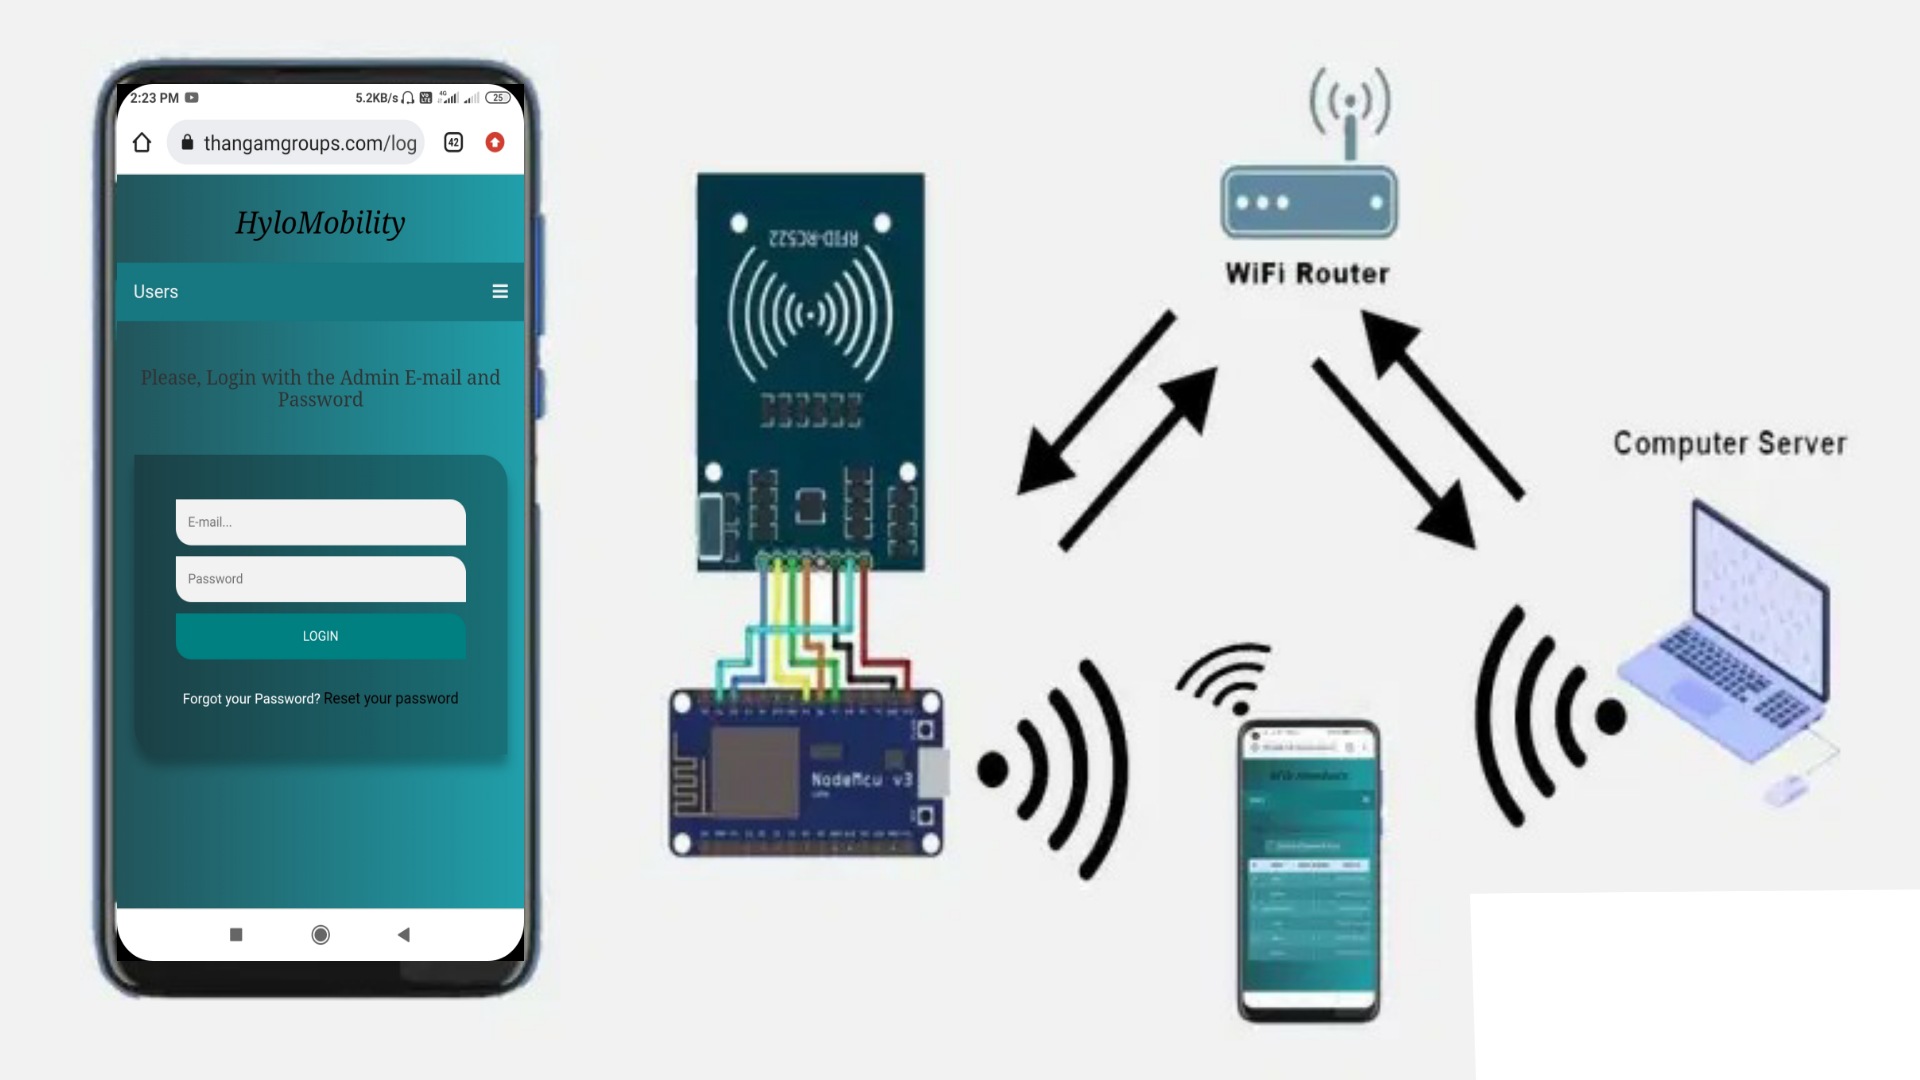 2:23 PM
5.2KB/s
4G
25
thangamgroups.com/log
42
HyloMobility
Users
Please, Login with the Admin E-mail and
Password
E-mail...
Password
LOGIN
Forgot your Password? Reset your password
RFID-RC522
NodeMcu v3
WiFi Router
Computer Server